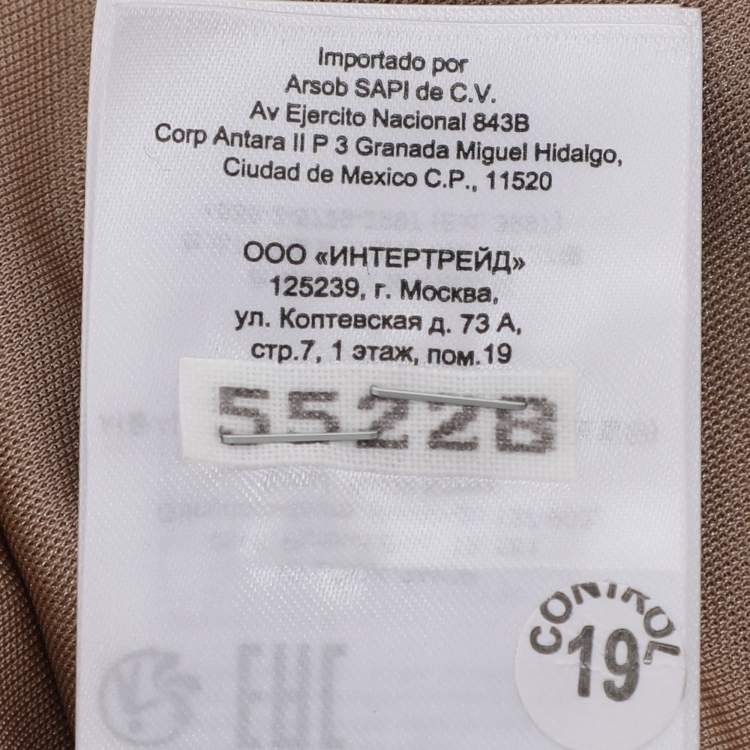 Importado por
Arsob SAPI de C.V.
Av Ejercito Nacional 843B
Corp Antara II P 3 Granada Miguel Hidalgo,
Ciudad de Mexico C.P., 11520
ООО «ИНТЕРТРЕЙД»
125239, г. Москва,
ул. Коптевская д. 73 А,
стр.7, 1 этаж, пом.19
5522B
CONTROL
19